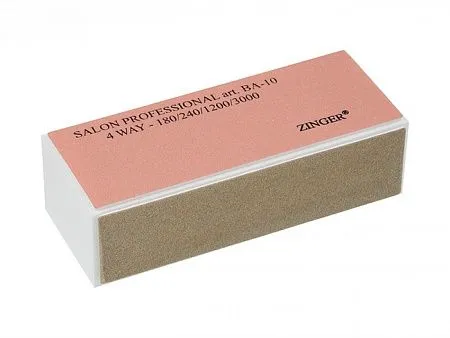 SALON PROFESSIONAL art. BA-10
4 WAY - 180/240/1200/3000
ZINGER®